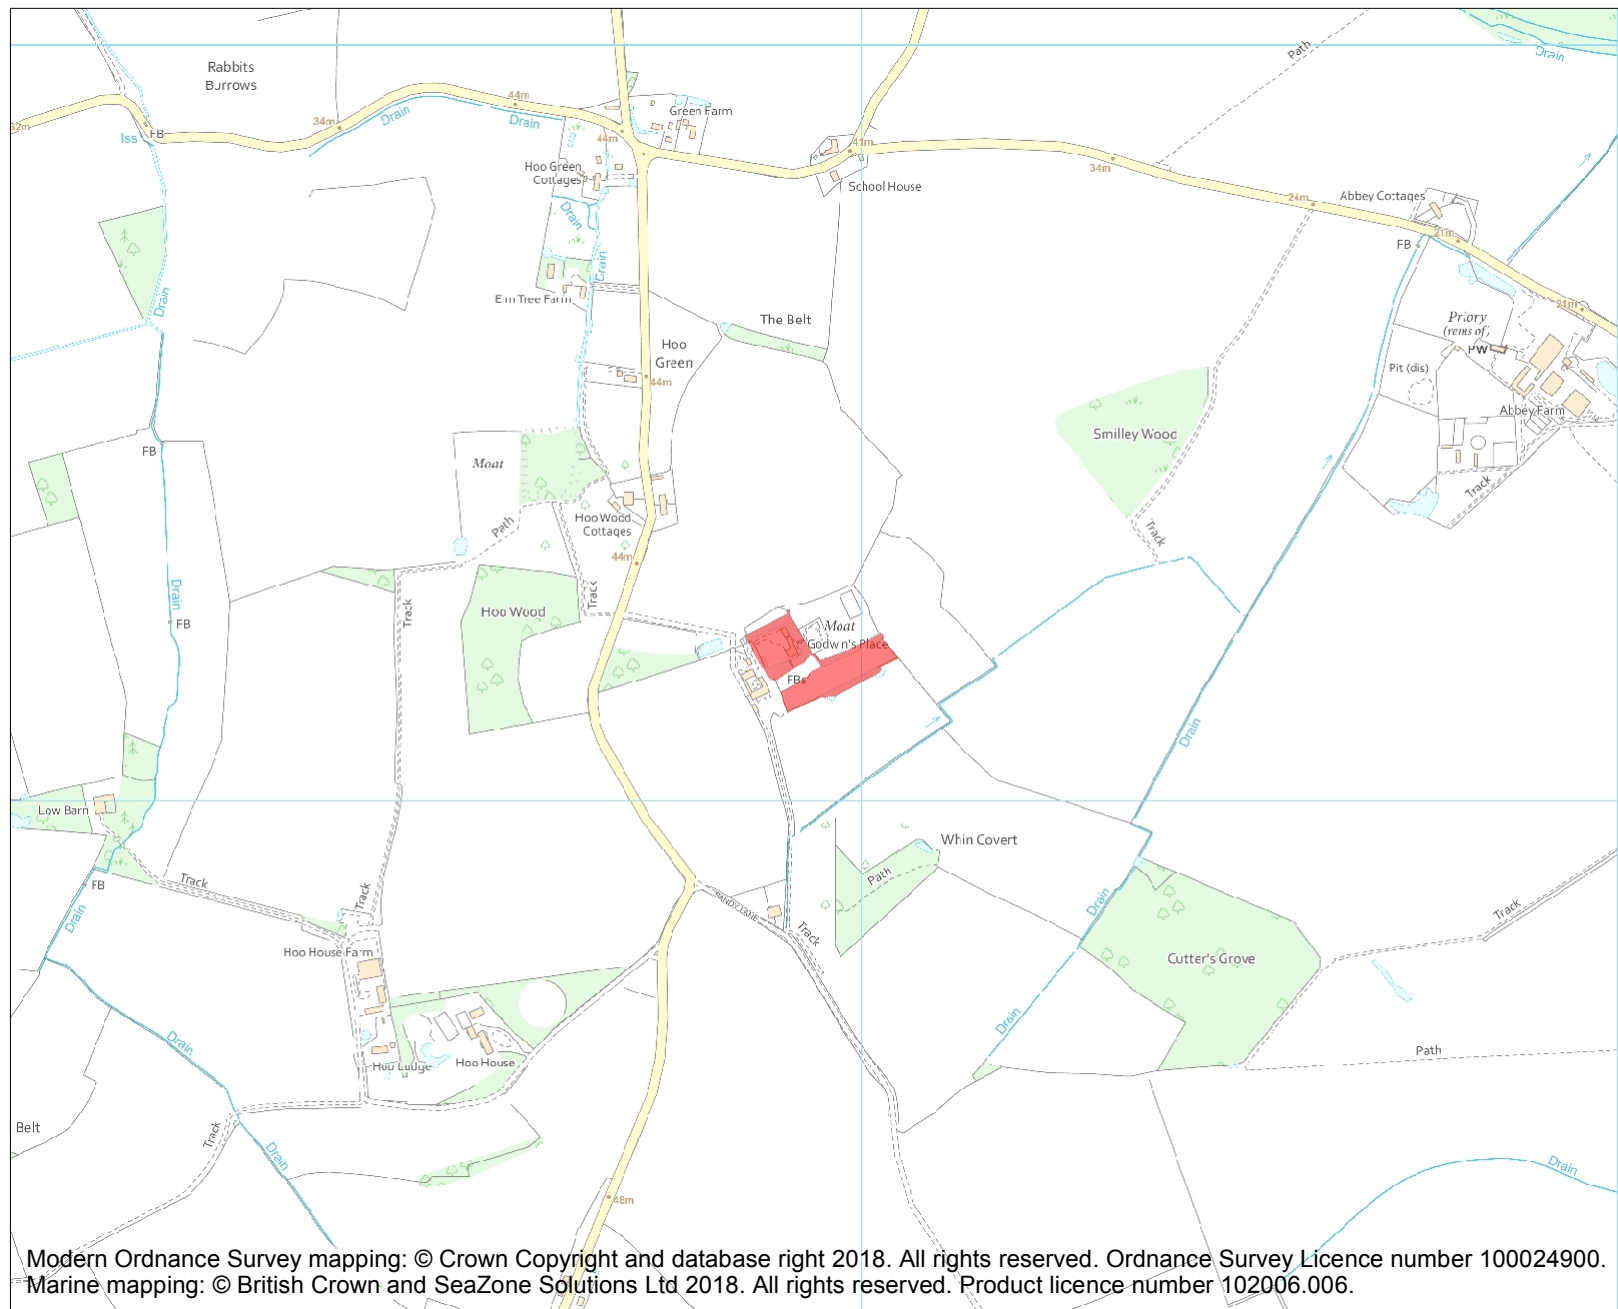 Path
Drain
Rabbits
Burrows
44m
Drain
Drain
34m
Green Farm
FB
Iss
44m
41m
34m
Hoo Green
Cottages
School House
24m
Abbey Cottages
Drain
21m
FB
Drain
Drain
Elm Tree Farm
The Belt
21m
Priory
(rems of)
PW
Hoo
Green
Pit (dis)
44m
Abbey Farm
Smilley Wood
FB
Moat
Track
Path
Hoo Wood
Cottages
Track
44m
Drain
Track
Track
Hoo Wood
FB
Moat
Godwin's Place
FBs
Drain
Low Barn
Whin Covert
Path
FB
Track
Track
SANDY LANE
Drain
Track
Drain
Track
Hoo House Farm
Cutter's Grove
Drain
Drain
Path
Hoo Lodge
Hoo House
Belt
Track
Drain
Drain
48m
Modern Ordnance Survey mapping: © Crown Copyright and database right 2018. All rights reserved. Ordnance Survey Licence number 100024900.
Marine mapping: © British Crown and SeaZone Solutions Ltd 2018. All rights reserved. Product licence number 102006.006.